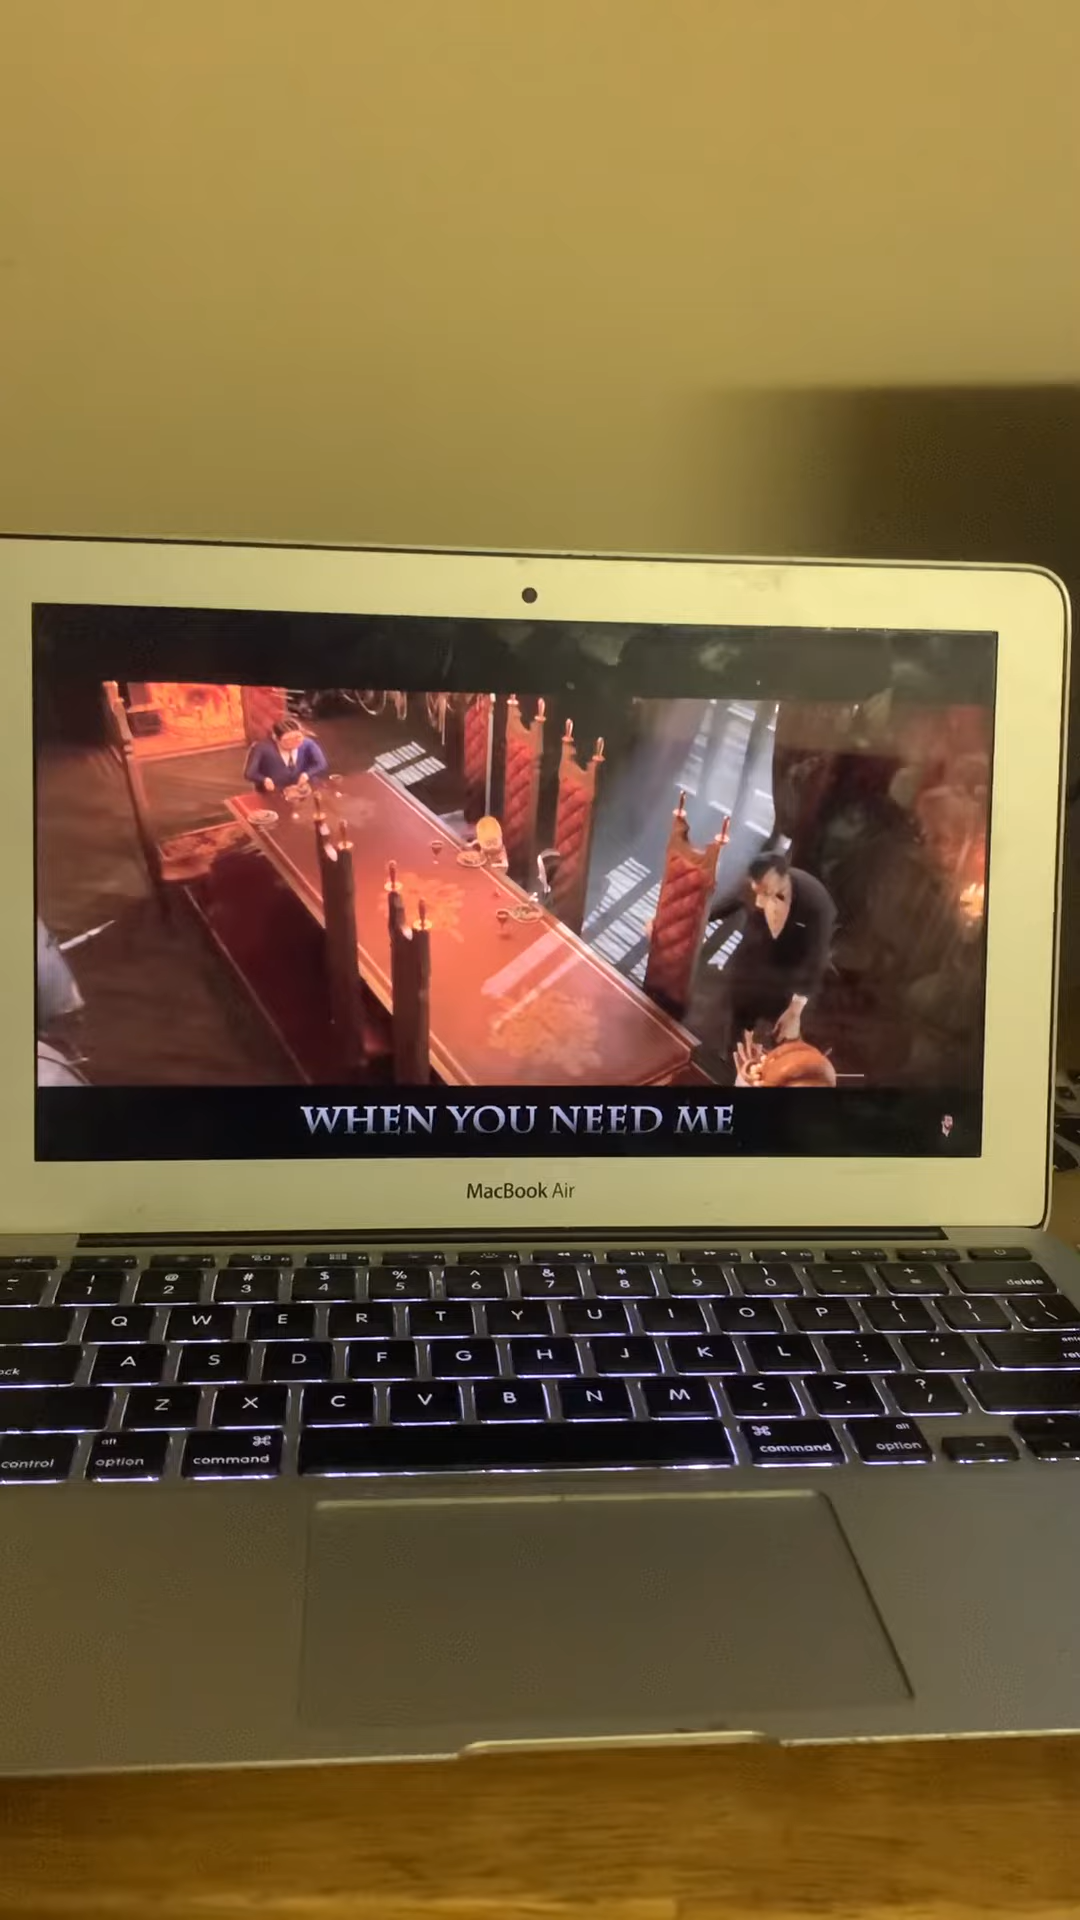 WHEN YOU NEED ME
MacBook Air
! @ # $ % ^ & * ( ) - + delete
1 2 3 4 5 6 7 8 9 0 - =
Q W E R T Y U I O P { }
A S D F G H J K L : "
Z X C V B N M < > ?
control alt option ⌘ command ⌘ command alt option